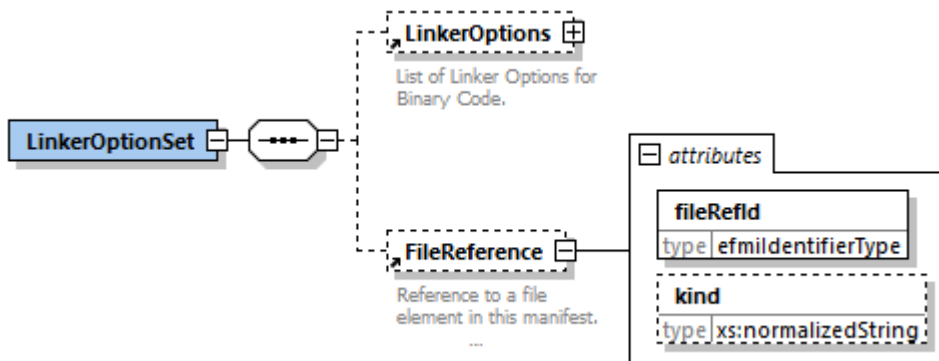 LinkerOptions
List of Linker Options for
Binary Code.
LinkerOptionSet
attributes
fileRefId
type efmiIdentifierType
FileReference
kind
Reference to a file
element in this manifest.
type xs:normalizedString
...